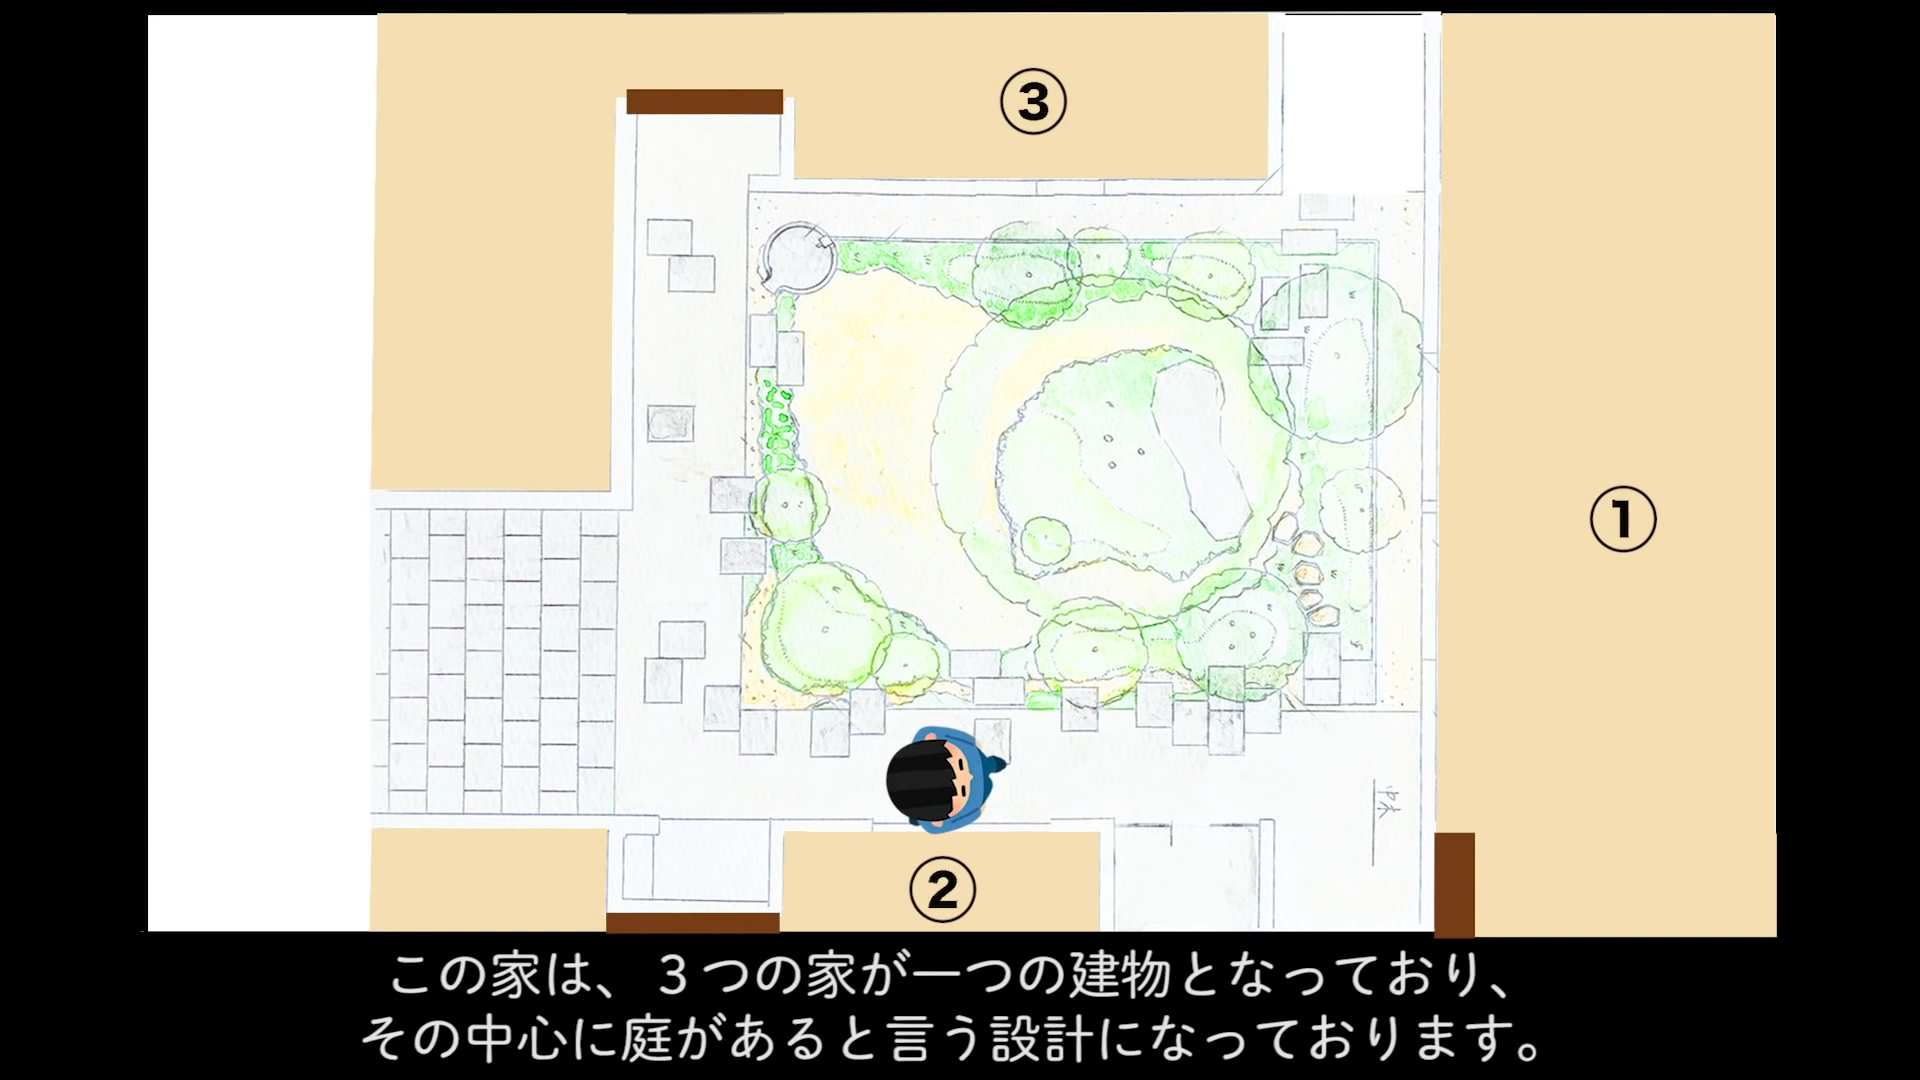 ③
①
②
この家は、３つの家が一つの建物となっており、
その中心に庭があると言う設計になっております。